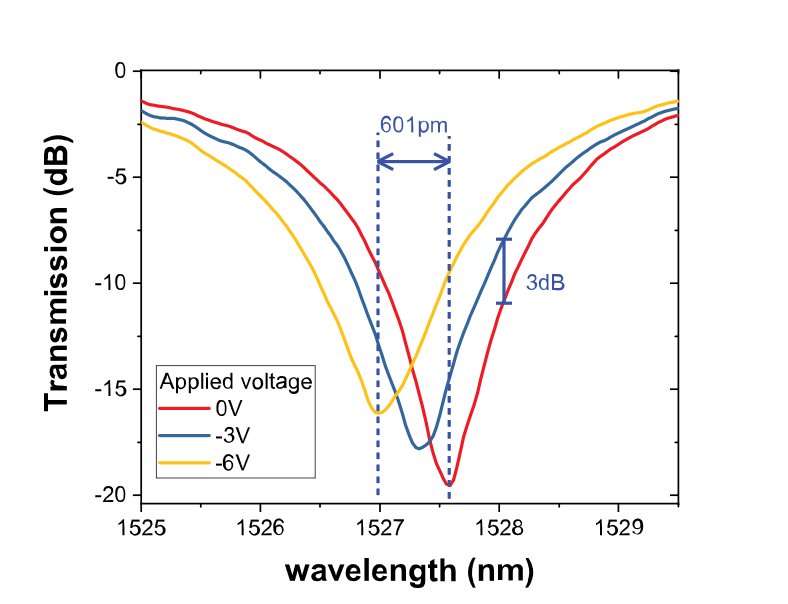 0
-5
-10
-15
-20
Transmission (dB)
601pm
3dB
Applied voltage
0V
-3V
-6V
1525 1526 1527 1528 1529
wavelength (nm)